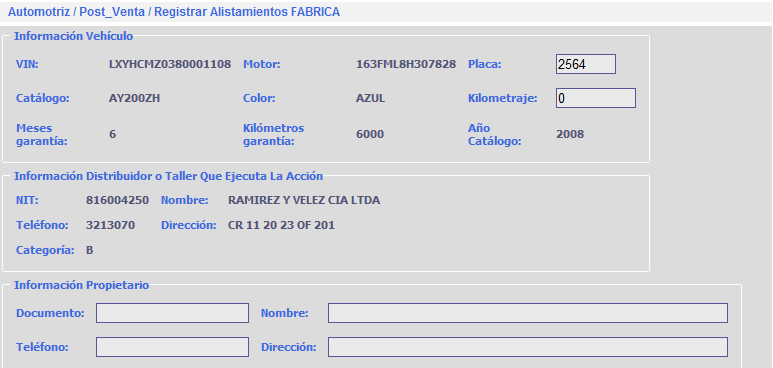 Automotriz / Post_Venta / Registrar Alistamientos FABRICA
Información Vehículo
VIN: LXYHCMZ0380001108 Motor: 163FML8H307828 Placa: 2564
Catálogo: AY200ZH Color: AZUL Kilometraje: 0
Meses garantía: 6 Kilómetros garantía: 6000 Año Catálogo: 2008
Información Distribuidor o Taller Que Ejecuta La Acción
NIT: 816004250 Nombre: RAMIREZ Y VELEZ CIA LTDA
Teléfono: 3213070 Dirección: CR 11 20 23 OF 201
Categoría: B
Información Propietario
Documento: Nombre:
Teléfono: Dirección: